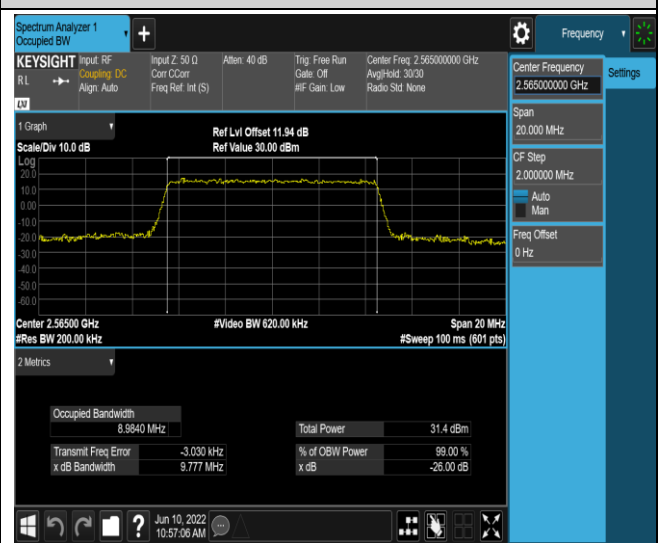 Spectrum Analyzer 1
Occupied BW
Frequency
KEYSIGHT
RL
LXI
Input: RF
Coupling: DC
Align: Auto
Input Z: 50 Ω
Corr CCorr
Freq Ref: Int (S)
Atten: 40 dB
Trig: Free Run
Gate: Off
#IF Gain: Low
Center Freq: 2.565000000 GHz
Avg|Hold: 30/30
Radio Std: None
Center Frequency
2.565000000 GHz
Settings
Span
20.000 MHz
CF Step
2.000000 MHz
Auto
Man
Freq Offset
0 Hz
1 Graph
Ref Lvl Offset 11.94 dB
Scale/Div 10.0 dB
Ref Value 30.00 dBm
Log
20.0
10.0
0.00
-10.0
-20.0
-30.0
-40.0
-50.0
-60.0
Center 2.56500 GHz
#Video BW 620.00 kHz
Span 20 MHz
#Res BW 200.00 kHz
#Sweep 100 ms (601 pts)
2 Metrics
Occupied Bandwidth
8.9840 MHz
Total Power 31.4 dBm
Transmit Freq Error -3.030 kHz
% of OBW Power 99.00 %
x dB Bandwidth 9.777 MHz
x dB -26.00 dB
?
Jun 10, 2022
10:57:06 AM